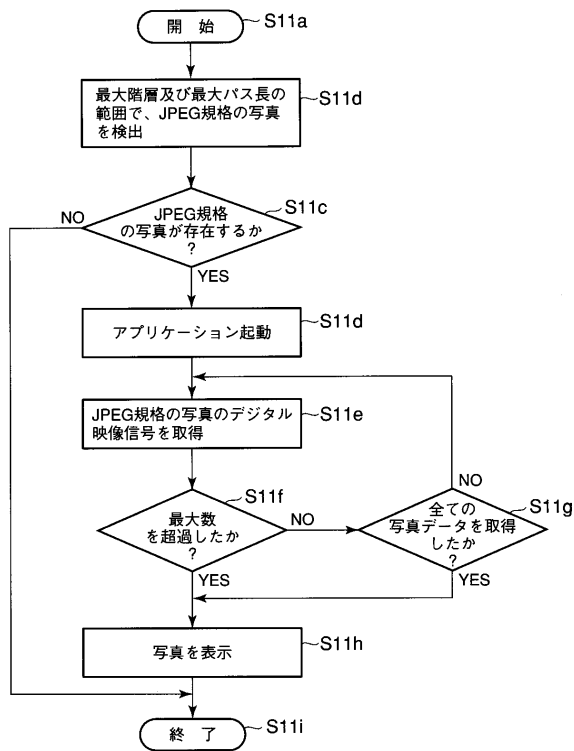 開 始
S11a
最大階層及び最大パス長の
範囲で、JPEG規格の写真
を検出
S11d
JPEG規格
の写真が存在するか
?
S11c
NO
YES
アプリケーション起動
S11d
JPEG規格の写真のデジタル
映像信号を取得
S11e
最大数
を超過したか
?
S11f
NO
YES
全ての
写真データを取得
したか
?
S11g
NO
YES
写真を表示
S11h
終 了
S11i